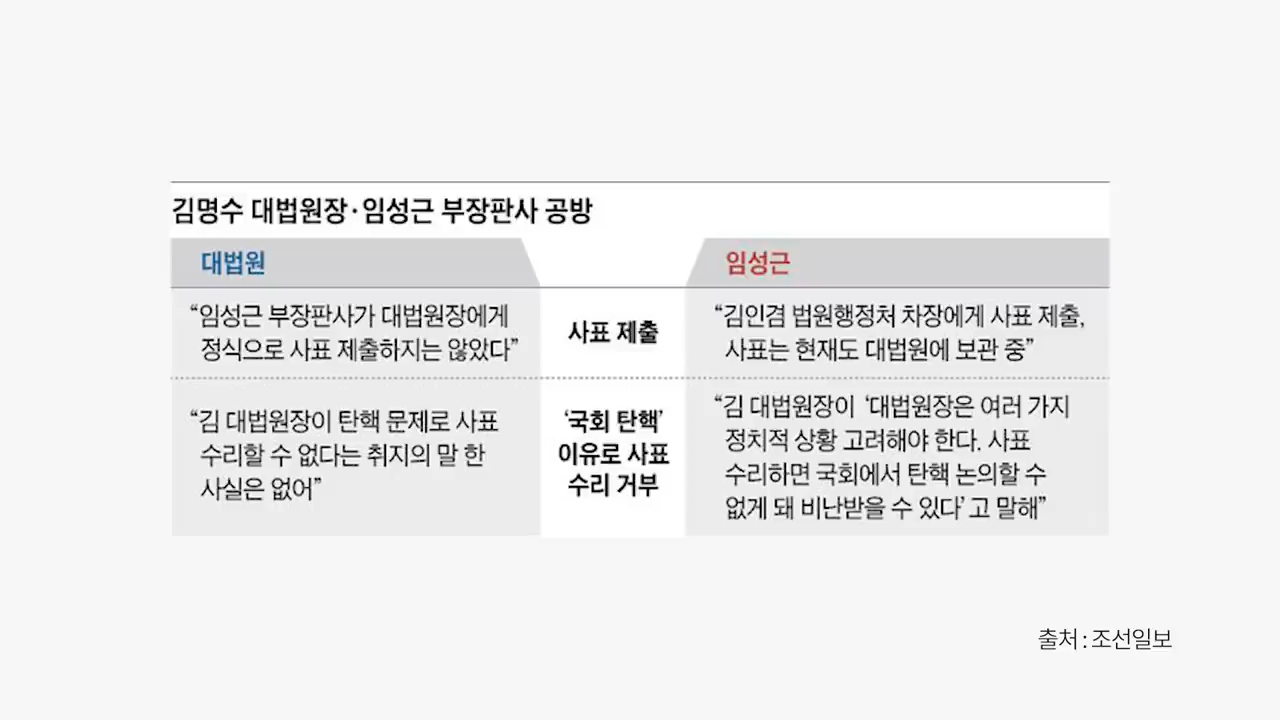 김명수 대법원장·임성근 부장판사 공방
대법원
임성근
“임성근 부장판사가 대법원장에게
정식으로 사표 제출하지는 않았다”
사표 제출
“김인겸 법원행정처 차장에게 사표 제출,
사표는 현재도 대법원에 보관 중”
“김 대법원장이 탄핵 문제로 사표
수리할 수 없다는 취지의 말 한
사실은 없어”
‘국회 탄핵’
이유로 사표
수리 거부
“김 대법원장이 ‘대법원장은 여러 가지
정치적 상황 고려해야 한다. 사표
수리하면 국회에서 탄핵 논의할 수
없게 돼 비난받을 수 있다’고 말해”
출처 : 조선일보